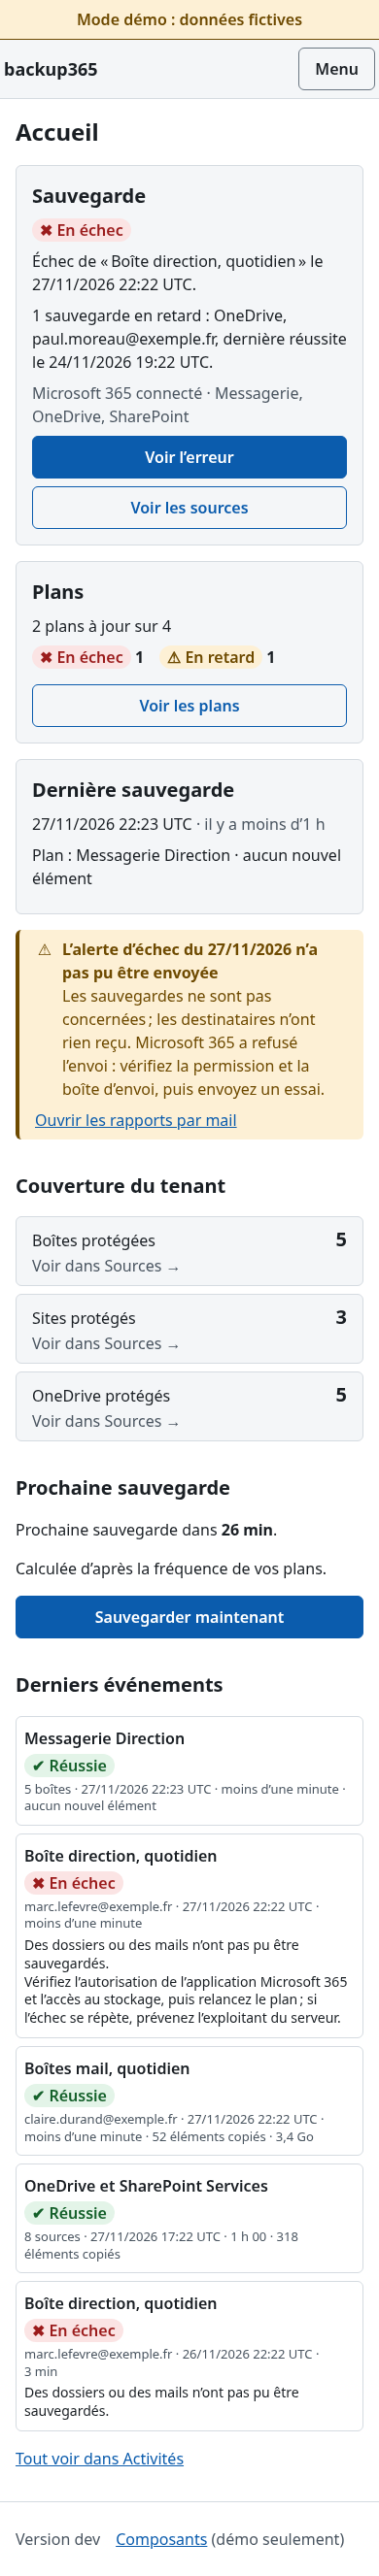 Mode démo : données fictives
backup365
Menu
Accueil
Sauvegarde
✖ En échec
Échec de « Boîte direction, quotidien » le
27/11/2026 22:22 UTC.
1 sauvegarde en retard : OneDrive,
paul.moreau@exemple.fr, dernière réussite
le 24/11/2026 19:22 UTC.
Microsoft 365 connecté · Messagerie,
OneDrive, SharePoint
Voir l’erreur
Voir les sources
Plans
2 plans à jour sur 4
✖ En échec 1 ⚠ En retard 1
Voir les plans
Dernière sauvegarde
27/11/2026 22:23 UTC · il y a moins d’1 h
Plan : Messagerie Direction · aucun nouvel
élément
⚠ L’alerte d’échec du 27/11/2026 n’a
pas pu être envoyée
Les sauvegardes ne sont pas
concernées ; les destinataires n’ont
rien reçu. Microsoft 365 a refusé
l’envoi : vérifiez la permission et la
boîte d’envoi, puis envoyez un essai.
Ouvrir les rapports par mail
Couverture du tenant
Boîtes protégées 5
Voir dans Sources →
Sites protégés 3
Voir dans Sources →
OneDrive protégés 5
Voir dans Sources →
Prochaine sauvegarde
Prochaine sauvegarde dans 26 min.
Calculée d’après la fréquence de vos plans.
Sauvegarder maintenant
Derniers événements
Messagerie Direction
✔ Réussie
5 boîtes · 27/11/2026 22:23 UTC · moins d’une minute ·
aucun nouvel élément
Boîte direction, quotidien
✖ En échec
marc.lefevre@exemple.fr · 27/11/2026 22:22 UTC ·
moins d’une minute
Des dossiers ou des mails n’ont pas pu être
sauvegardés.
Vérifiez l’autorisation de l’application Microsoft 365
et l’accès au stockage, puis relancez le plan ; si
l’échec se répète, prévenez l’exploitant du serveur.
Boîtes mail, quotidien
✔ Réussie
claire.durand@exemple.fr · 27/11/2026 22:22 UTC ·
moins d’une minute · 52 éléments copiés · 3,4 Go
OneDrive et SharePoint Services
✔ Réussie
8 sources · 27/11/2026 17:22 UTC · 1 h 00 · 318
éléments copiés
Boîte direction, quotidien
✖ En échec
marc.lefevre@exemple.fr · 26/11/2026 22:22 UTC ·
3 min
Des dossiers ou des mails n’ont pas pu être
sauvegardés.
Tout voir dans Activités
Version dev Composants (démo seulement)